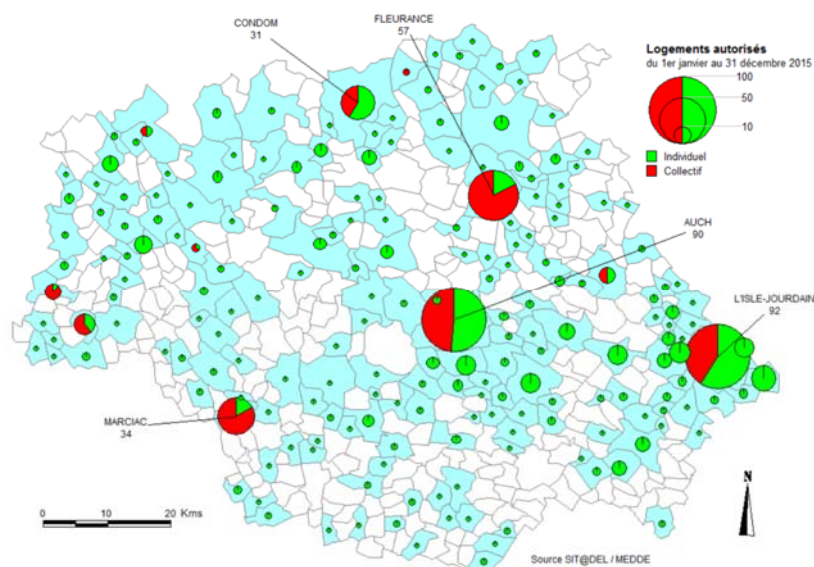 FLEURANCE
57
CONDOM
31
Logements autorisés
du 1er janvier au 31 décembre 2015
100
50
10
Individuel
Collectif
AUCH
90
L'ISLE-JOURDAIN
92
MARCIAC
34
N
0 10 20 Kms
Source SIT@DEL / MEDDE